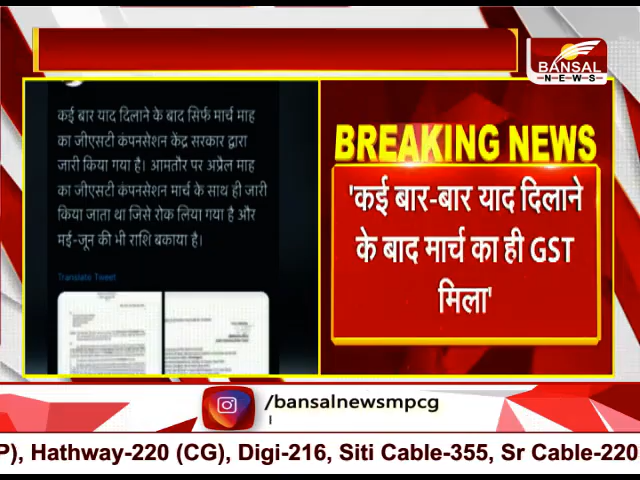 BANSAL
NEWS
कई बार याद दिलाने के बाद सिर्फ मार्च माह
का जीएसटी कंपनसेशन केंद्र सरकार द्वारा
जारी किया गया है। आमतौर पर अप्रैल माह
का जीएसटी कंपनसेशन मार्च के साथ ही जारी
किया जाता था जिसे रोक लिया गया है और
मई-जून की भी राशि बकाया है।
Translate Tweet
BREAKING NEWS
'कई बार-बार याद दिलाने
के बाद मार्च का ही GST
मिला'
/bansalnewsmpcg
P), Hathway-220 (CG), Digi-216, Siti Cable-355, Sr Cable-220